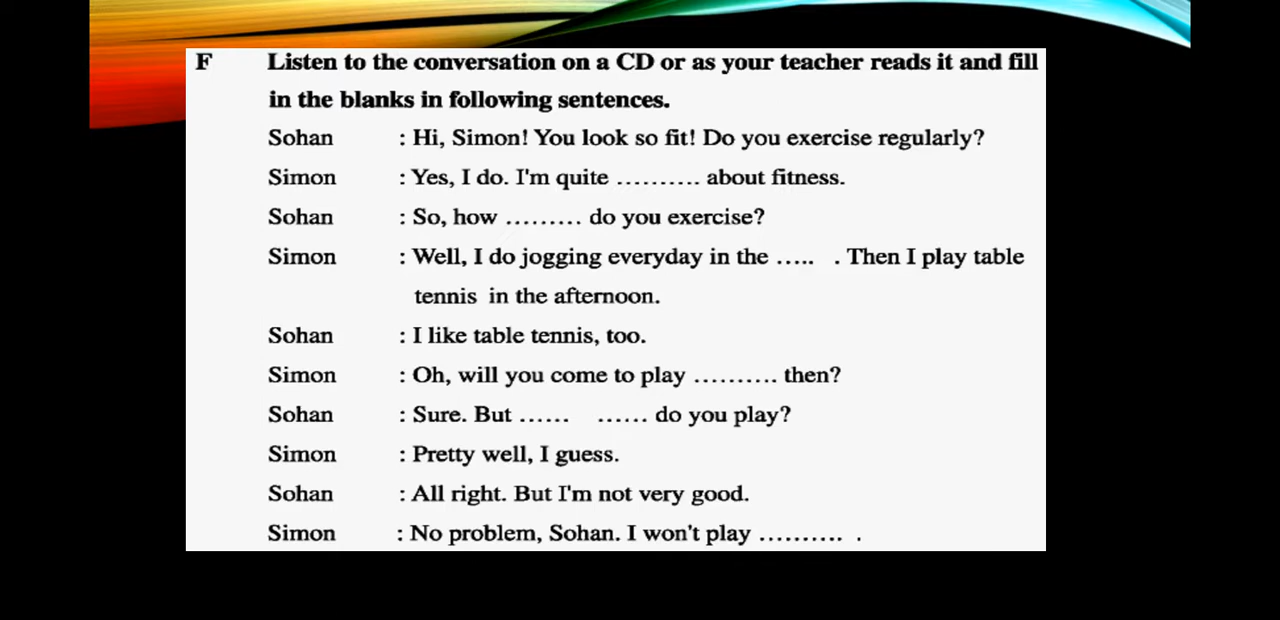 F Listen to the conversation on a CD or as your teacher reads it and fill
in the blanks in following sentences.
Sohan : Hi, Simon! You look so fit! Do you exercise regularly?
Simon : Yes, I do. I'm quite .......... about fitness.
Sohan : So, how ......... do you exercise?
Simon : Well, I do jogging everyday in the ..... . Then I play table
tennis in the afternoon.
Sohan : I like table tennis, too.
Simon : Oh, will you come to play .......... then?
Sohan : Sure. But ...... ...... do you play?
Simon : Pretty well, I guess.
Sohan : All right. But I'm not very good.
Simon : No problem, Sohan. I won't play .......... .